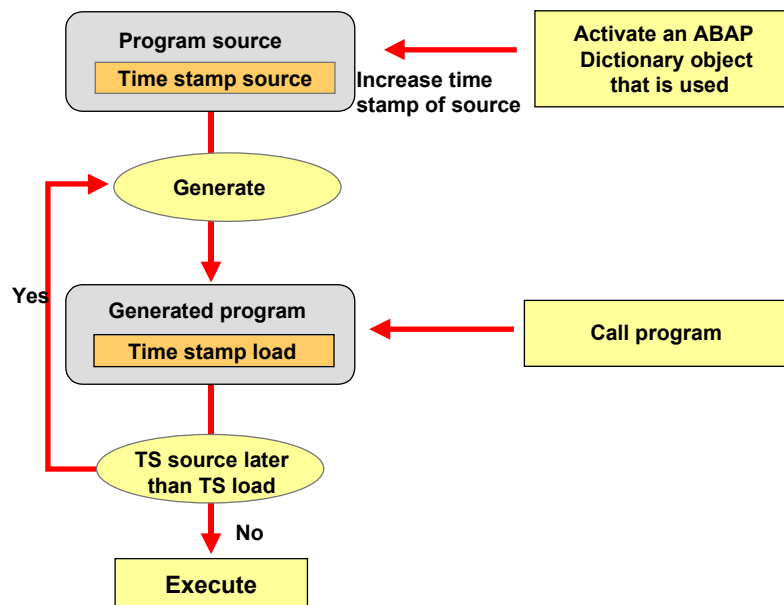 Program source
Time stamp source
Activate an ABAP
Dictionary object
that is used
Increase time
stamp of source
Generate
Yes
Generated program
Time stamp load
Call program
TS source later
than TS load
No
Execute